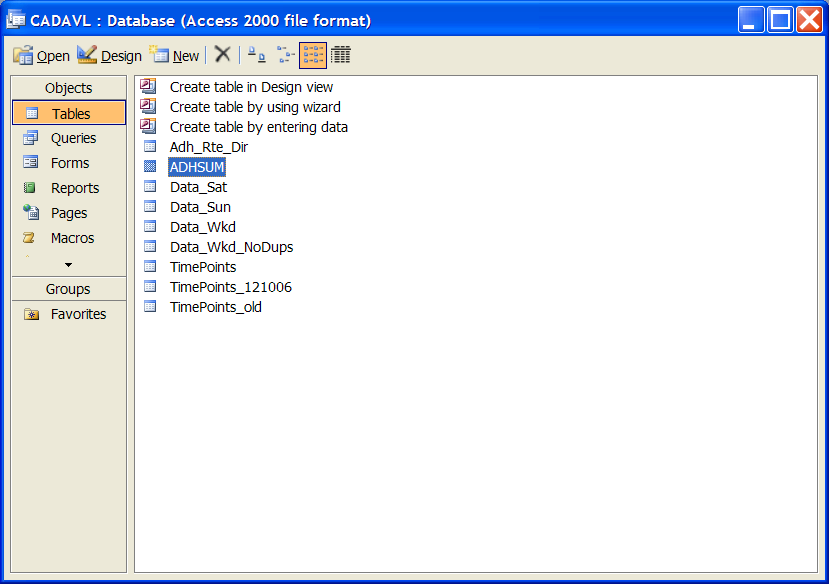 CADAVL : Database (Access 2000 file format)
Open Design New
Objects
Tables
Queries
Forms
Reports
Pages
Macros
Groups
Favorites
Create table in Design view
Create table by using wizard
Create table by entering data
Adh_Rte_Dir
ADHSUM
Data_Sat
Data_Sun
Data_Wkd
Data_Wkd_NoDups
TimePoints
TimePoints_121006
TimePoints_old